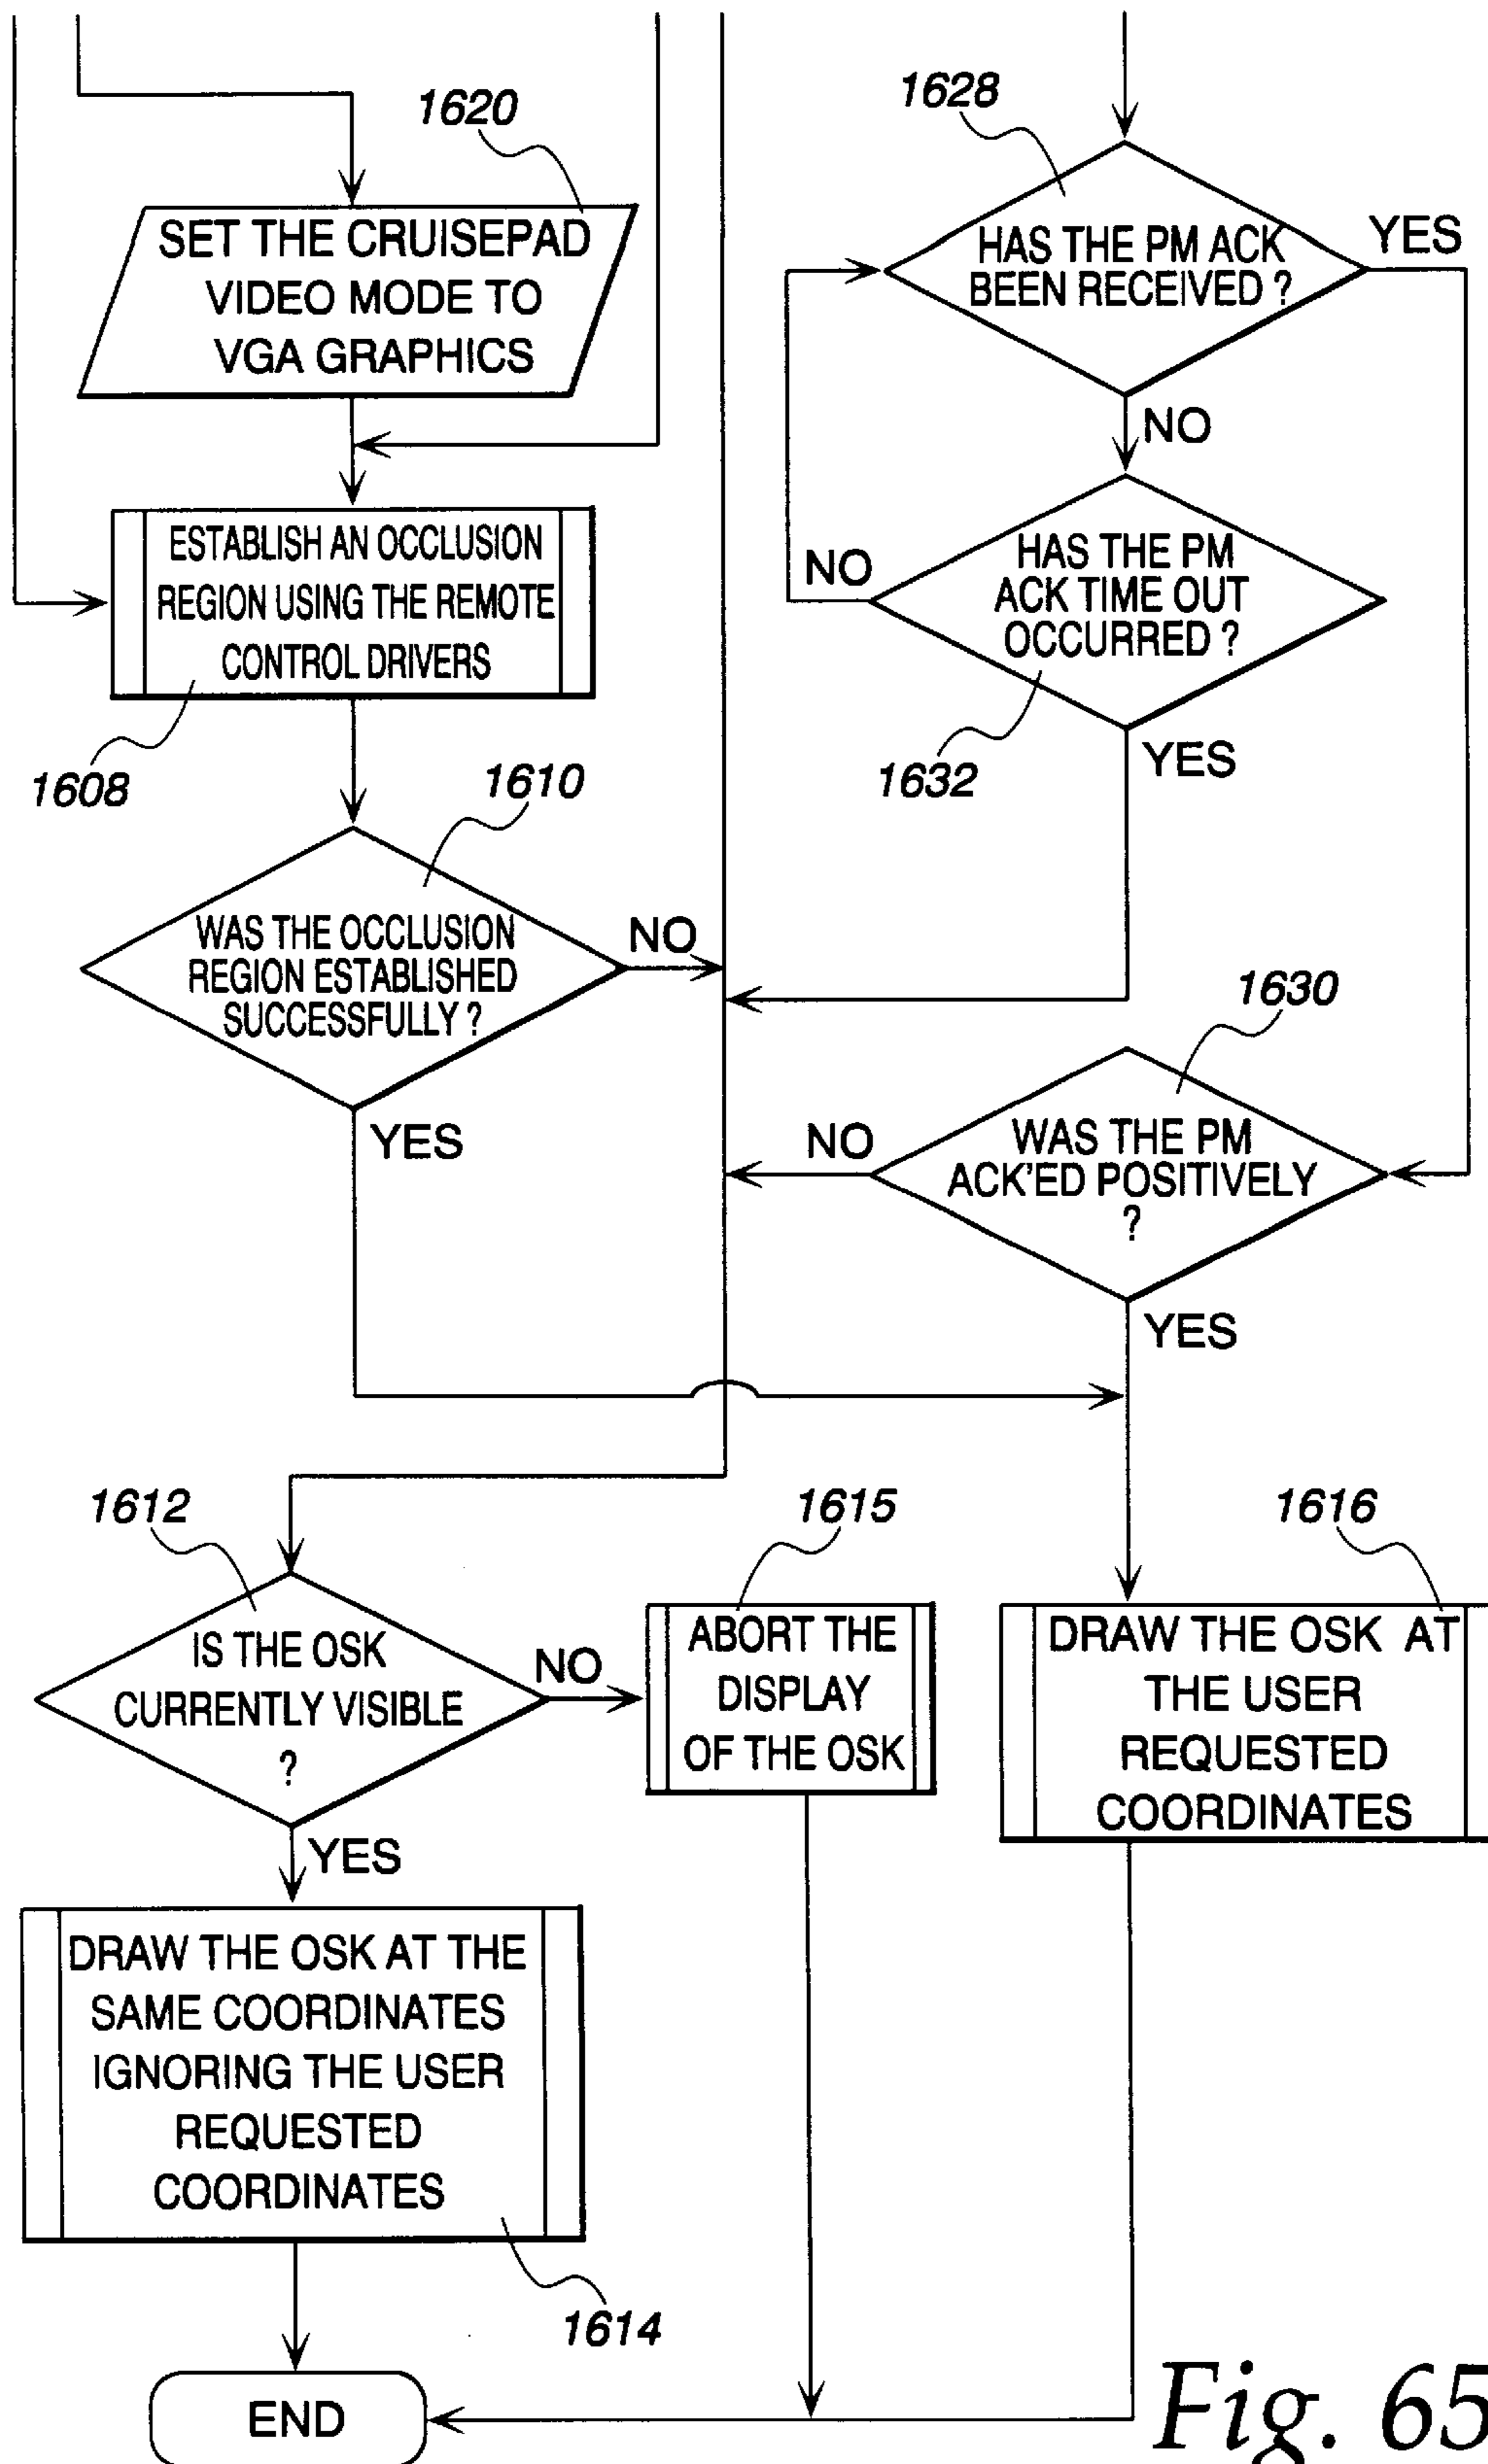 1620
SET THE CRUISEPAD
VIDEO MODE TO
VGA GRAPHICS
1628
HAS THE PM ACK
BEEN RECEIVED ?
YES
NO
ESTABLISH AN OCCLUSION
REGION USING THE REMOTE
CONTROL DRIVERS
1608
HAS THE PM
ACK TIME OUT
OCCURRED ?
NO
YES
1632
1610
WAS THE OCCLUSION
REGION ESTABLISHED
SUCCESSFULLY ?
NO
YES
1630
WAS THE PM
ACK'ED POSITIVELY
?
NO
YES
1612
IS THE OSK
CURRENTLY VISIBLE
?
NO
YES
1615
ABORT THE
DISPLAY
OF THE OSK
1616
DRAW THE OSK AT
THE USER
REQUESTED
COORDINATES
DRAW THE OSK AT THE
SAME COORDINATES
IGNORING THE USER
REQUESTED
COORDINATES
1614
END
Fig. 65